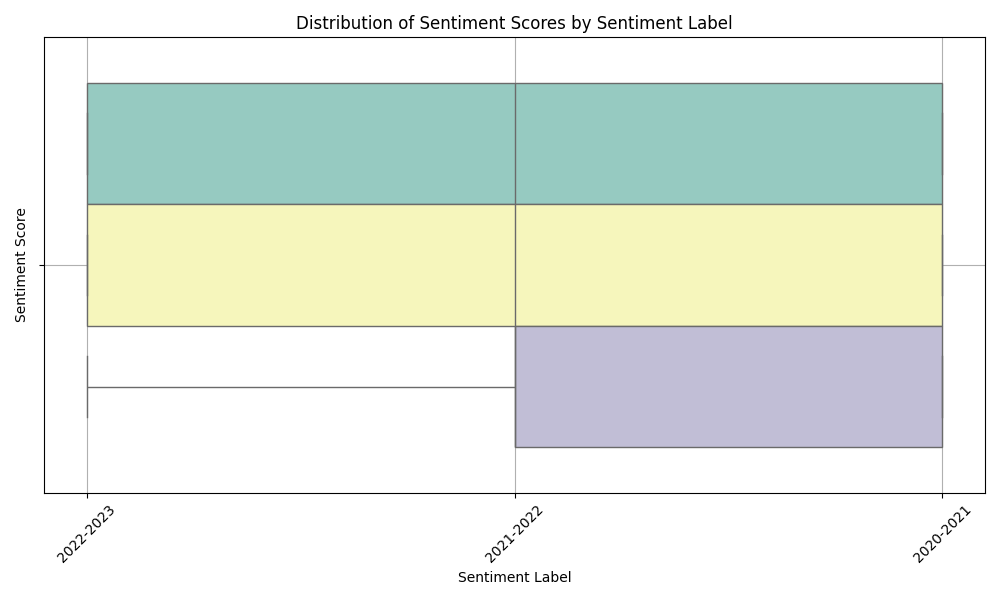 Distribution of Sentiment Scores by Sentiment Label
Sentiment Score
2022-2023
2021-2022
2020-2021
Sentiment Label